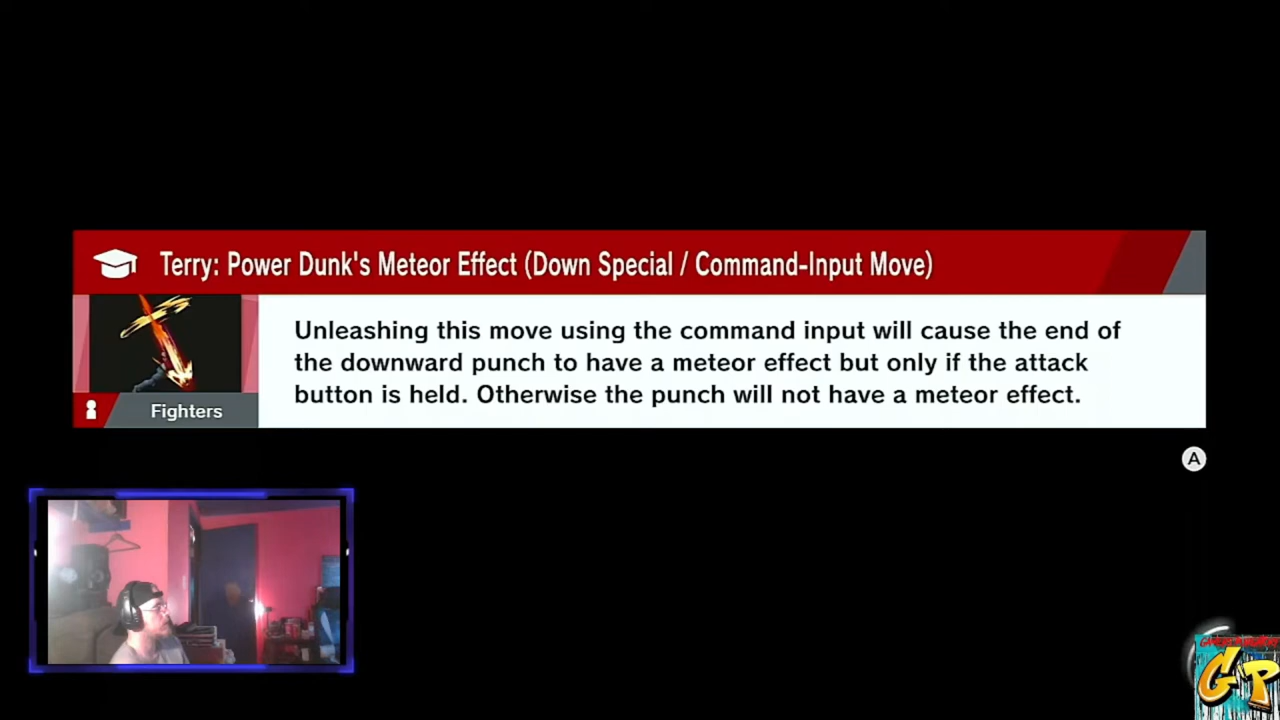 Terry: Power Dunk's Meteor Effect (Down Special / Command-Input Move)
Unleashing this move using the command input will cause the end of
the downward punch to have a meteor effect but only if the attack
button is held. Otherwise the punch will not have a meteor effect.
Fighters
A
GP